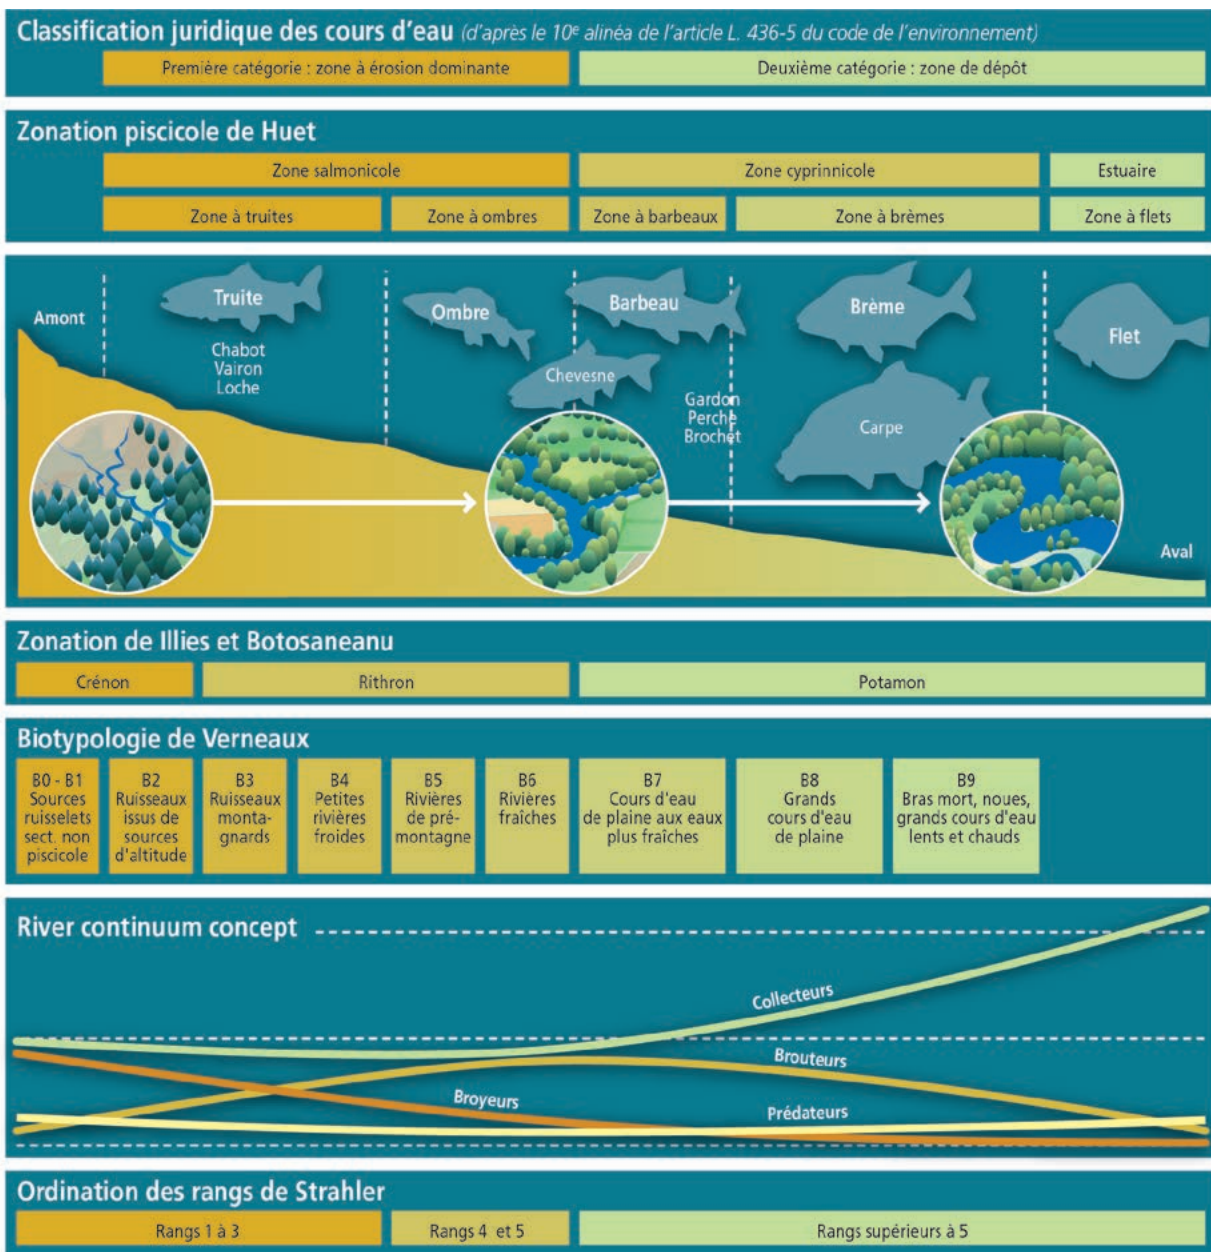 Classification juridique des cours d'eau (d'après le 10e alinéa de l'article L. 436-5 du code de l'environnement)
Première catégorie : zone à érosion dominante
Deuxième catégorie : zone de dépôt
Zonation piscicole de Huet
Zone salmonicole
Zone cyprinnicole
Estuaire
Zone à truites
Zone à ombres
Zone à barbeaux
Zone à brèmes
Zone à flets
Amont
Truite
Chabot
Vairon
Loche
Ombre
Barbeau
Chevesne
Gardon
Perche
Brochet
Brème
Carpe
Flet
Aval
Zonation de Illies et Botosaneanu
Crénon
Rithron
Potamon
Biotypologie de Verneaux
B0 - B1
Sources
ruisselets
sect. non
piscicole
B2
Ruisseaux
issus de
sources
d'altitude
B3
Ruisseaux
monta-
gnards
B4
Petites
rivières
froides
B5
Rivières
de pré-
montagne
B6
Rivières
fraîches
B7
Cours d'eau
de plaine aux eaux
plus fraîches
B8
Grands
cours d'eau
de plaine
B9
Bras mort, noues,
grands cours d'eau
lents et chauds
River continuum concept
Collecteurs
Brouteurs
Broyeurs
Prédateurs
Ordination des rangs de Strahler
Rangs 1 à 3
Rangs 4 et 5
Rangs supérieurs à 5